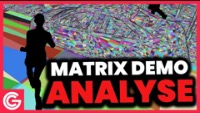 MATRIX DEMO
ANALYSE
G